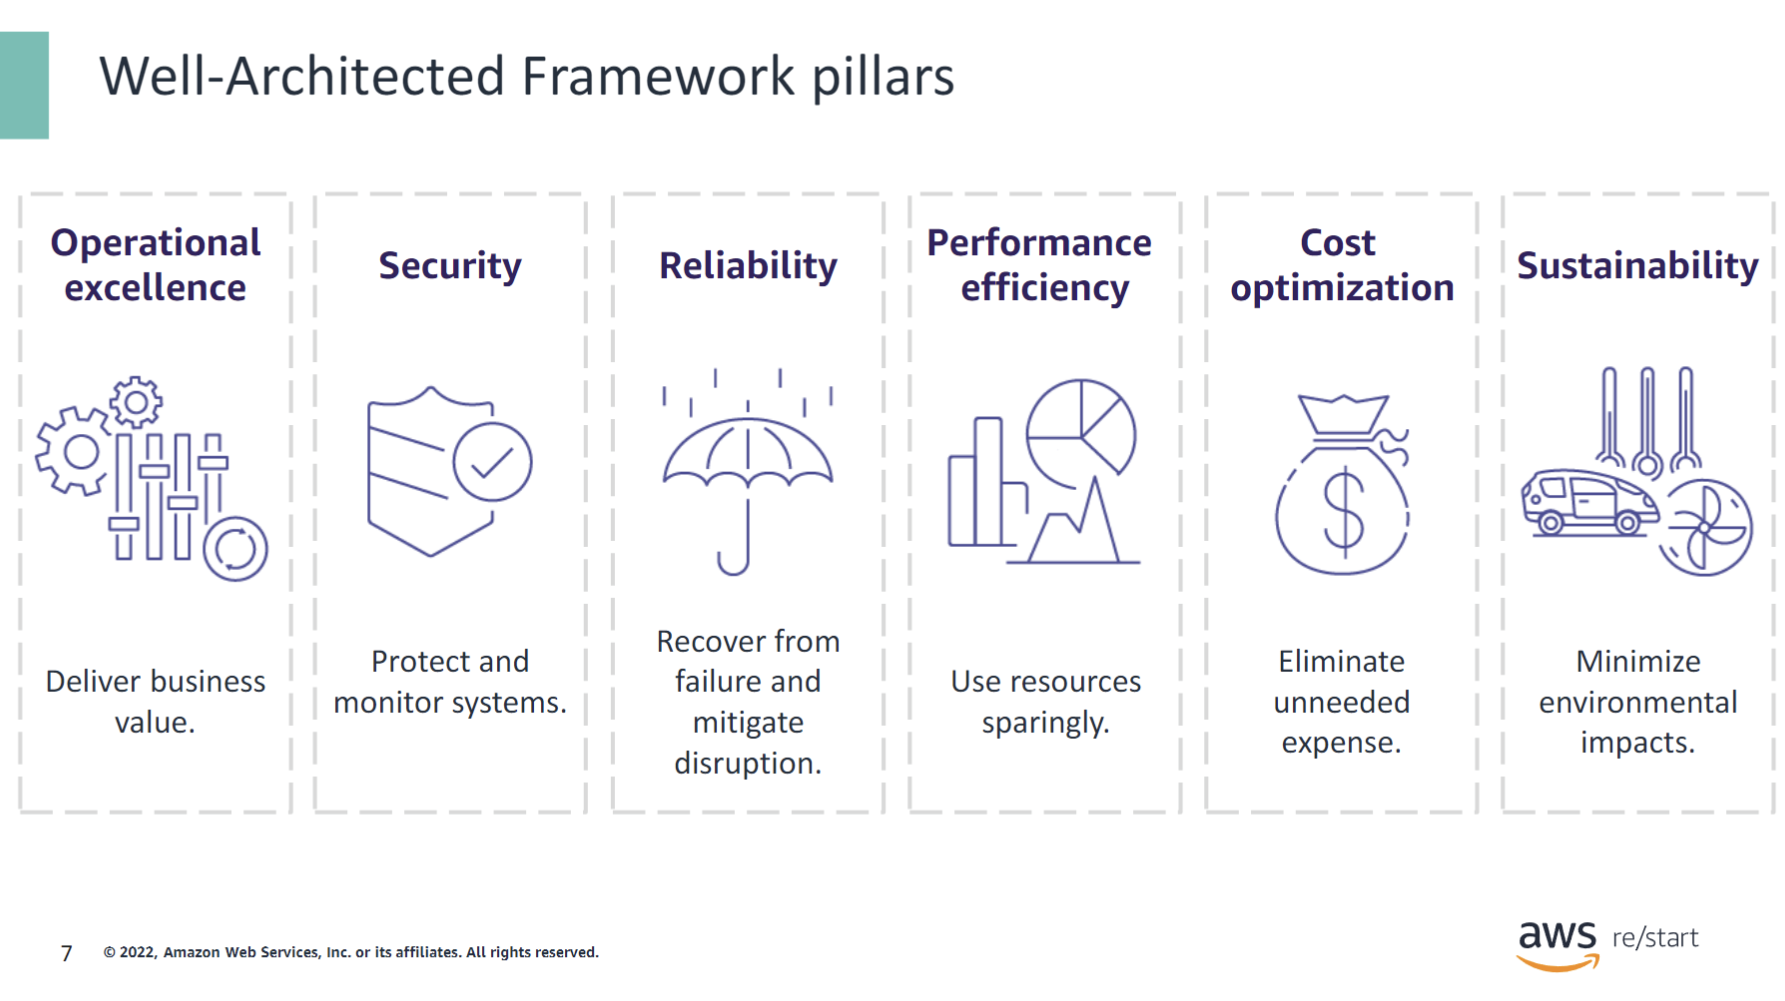 Well-Architected Framework pillars
Operational
excellence
Deliver business
value.
Security
Protect and
monitor systems.
Reliability
Recover from
failure and
mitigate
disruption.
Performance
efficiency
Use resources
sparingly.
Cost
optimization
$
Eliminate
unneeded
expense.
Sustainability
Minimize
environmental
impacts.
7
© 2022, Amazon Web Services, Inc. or its affiliates. All rights reserved.
aws re/start